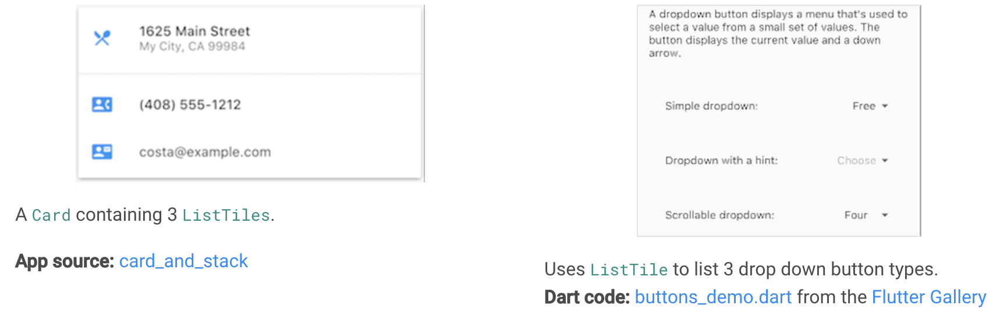 1625 Main Street
My City, CA 99984
(408) 555-1212
costa@example.com
A Card containing 3 ListTiles.
App source: card_and_stack
A dropdown button displays a menu that's used to
select a value from a small set of values. The
button displays the current value and a down
arrow.
Simple dropdown: Free
Dropdown with a hint: Choose
Scrollable dropdown: Four
Uses ListTile to list 3 drop down button types.
Dart code: buttons_demo.dart from the Flutter Gallery